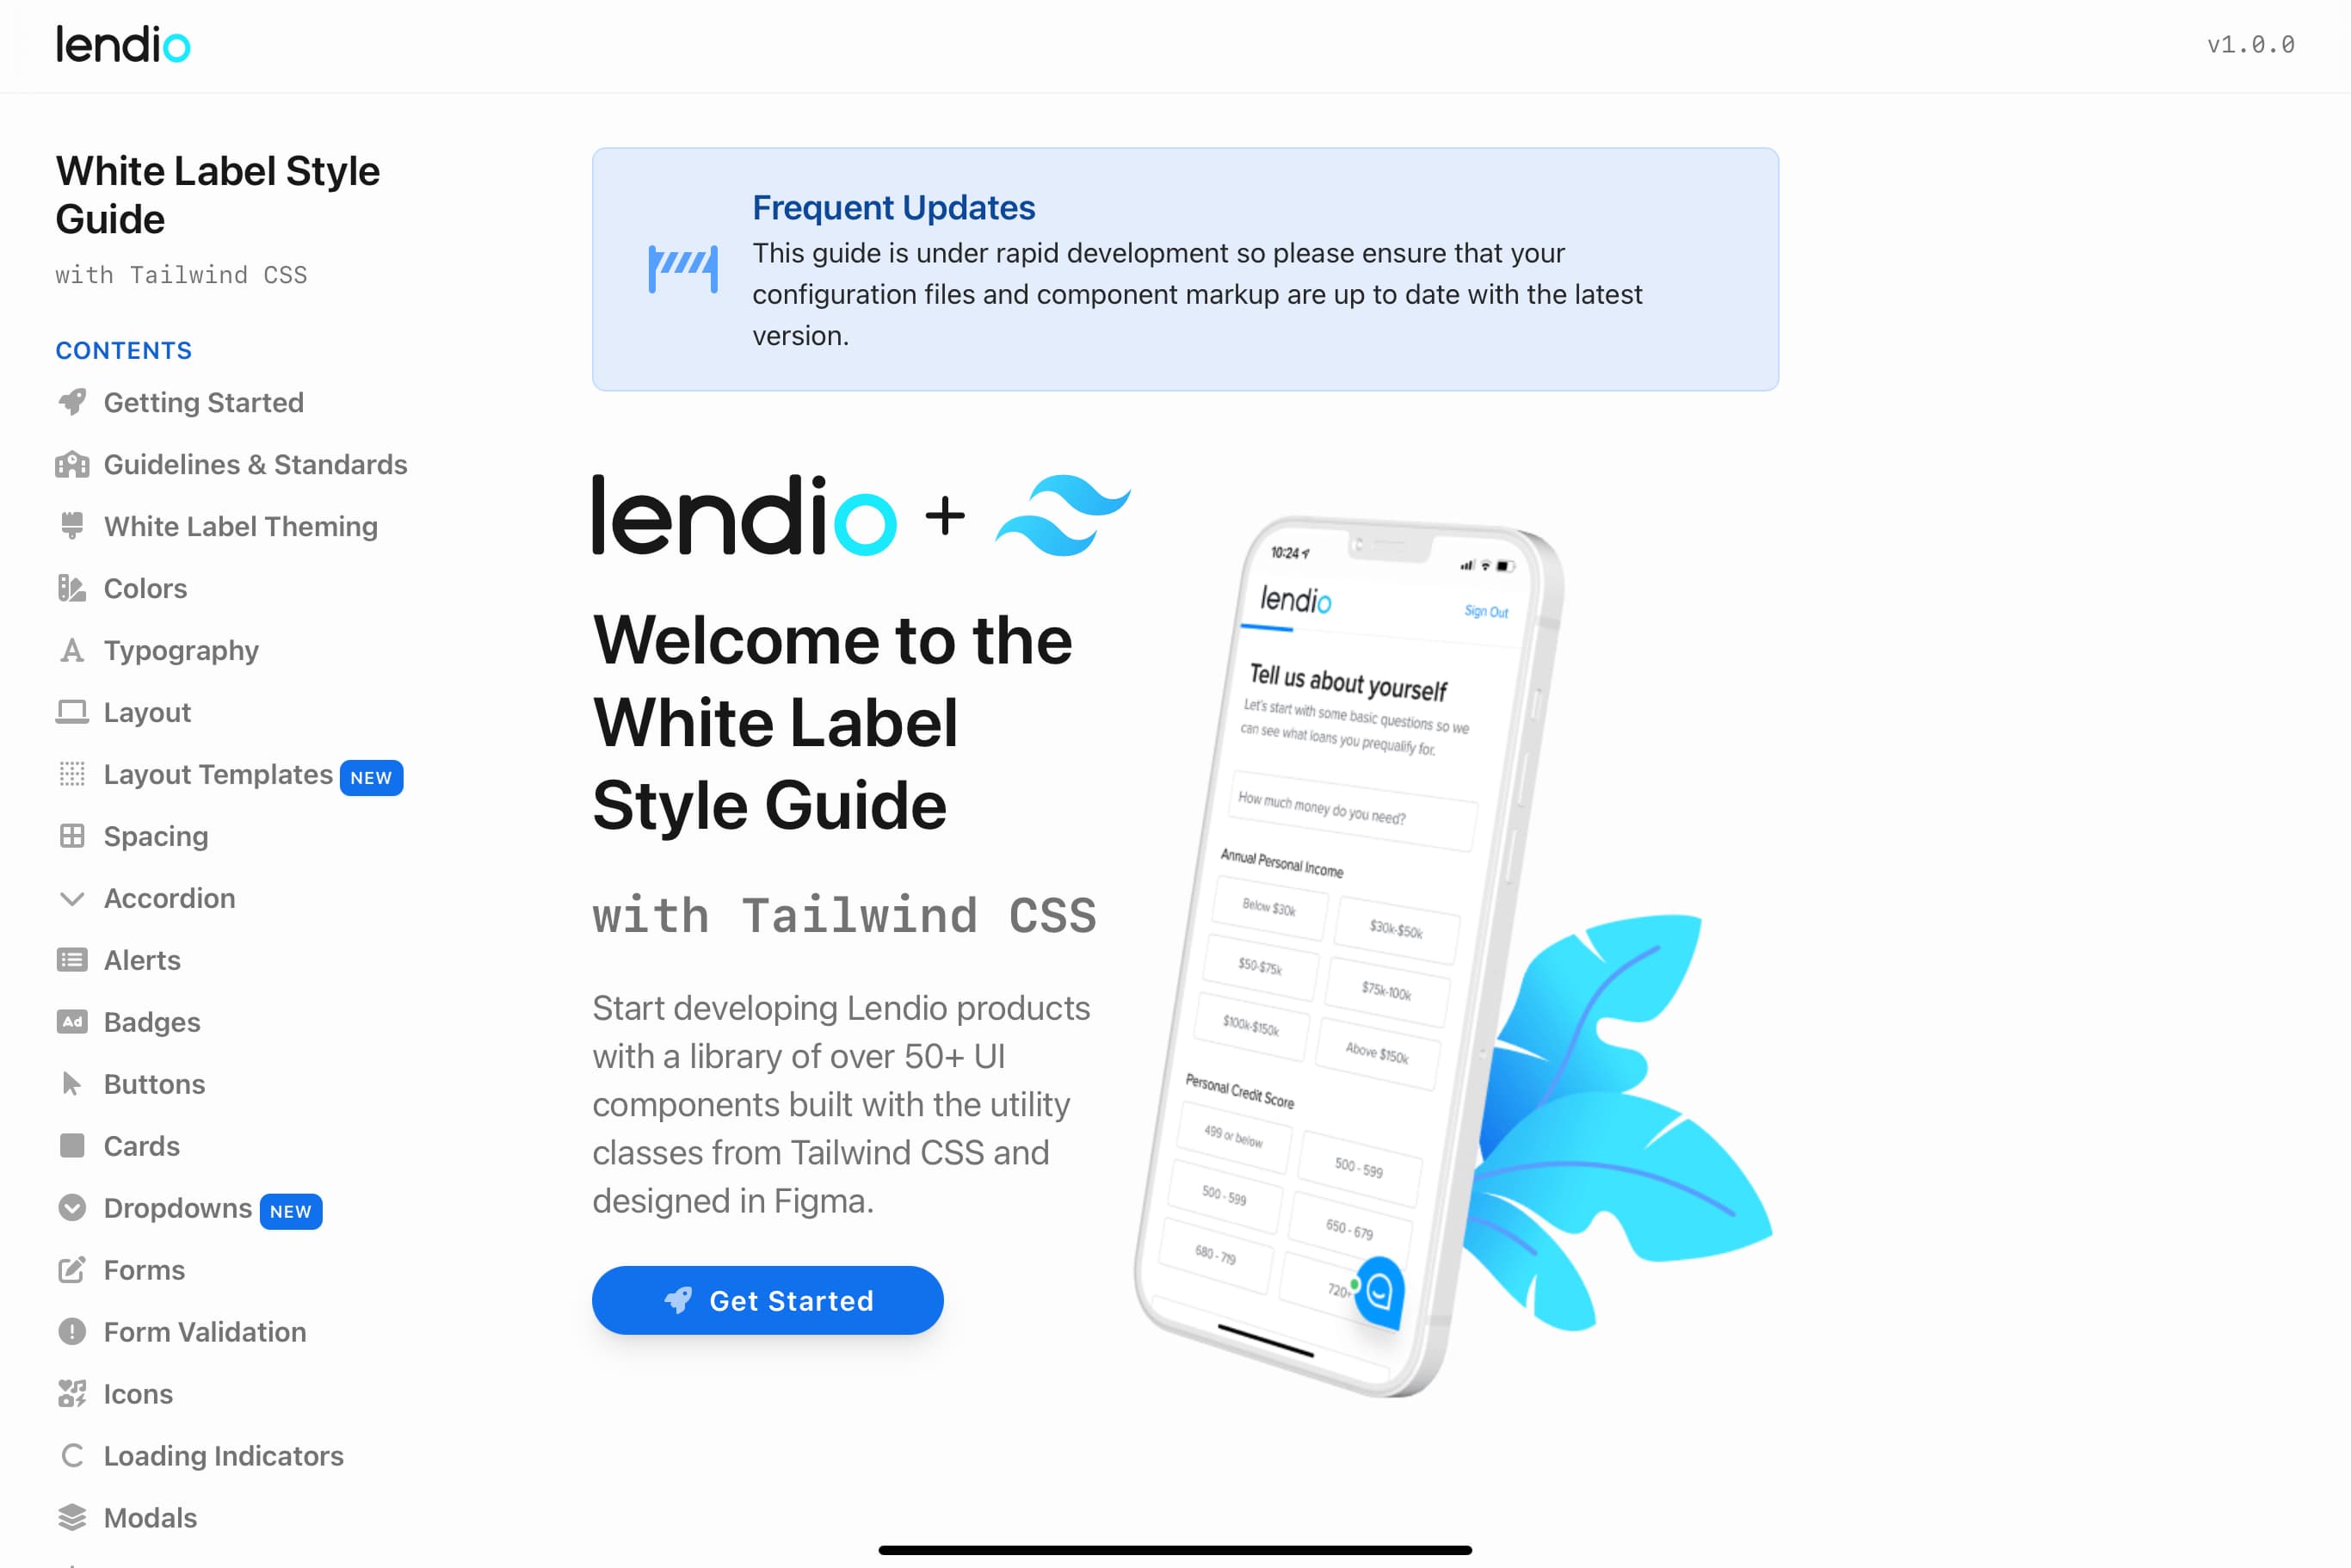 lendio
v1.0.0
White Label Style
Guide
with Tailwind CSS
CONTENTS
Getting Started
Guidelines & Standards
White Label Theming
Colors
Typography
Layout
Layout Templates NEW
Spacing
Accordion
Alerts
Ad Badges
Buttons
Cards
Dropdowns NEW
Forms
Form Validation
Icons
Loading Indicators
Modals
Frequent Updates
This guide is under rapid development so please ensure that your
configuration files and component markup are up to date with the latest
version.
lendio +
Welcome to the
White Label
Style Guide
with Tailwind CSS
Start developing Lendio products
with a library of over 50+ UI
components built with the utility
classes from Tailwind CSS and
designed in Figma.
Get Started
10:24
lendio
Sign Out
Tell us about yourself
Let's start with some basic questions so we
can see what loans you prequalify for.
How much money do you need?
Annual Personal Income
Below $30k
$30k-$50k
$50-$75k
$75k-100k
$100k-$150k
Above $150k
Personal Credit Score
499 or below
500 - 599
500 - 599
650 - 679
680 - 719
720+